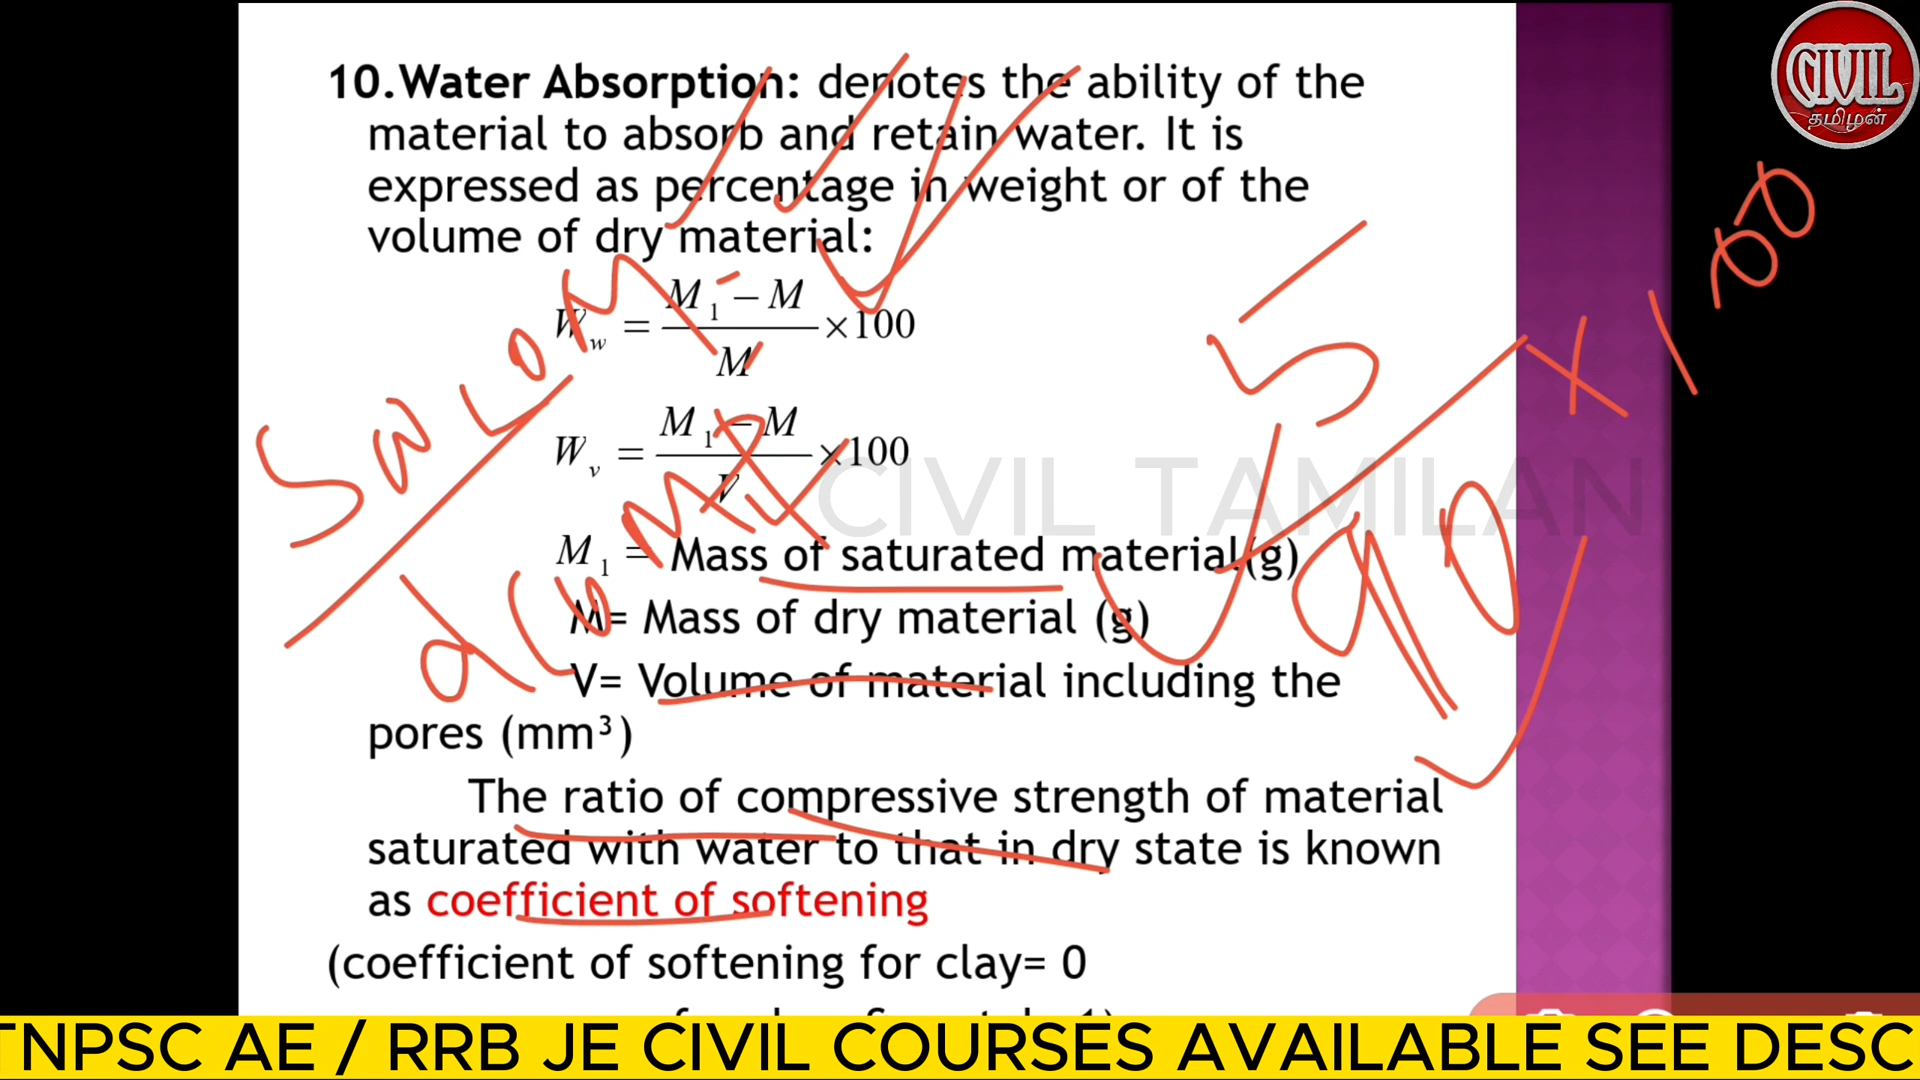 CIVIL
தமிழன்
10.Water Absorption: denotes the ability of the
material to absorb and retain water. It is
expressed as percentage in weight or of the
volume of dry material:
W_w = (M_1 − M) / M ×100
W_v = (M_1 − M) / V ×100
CIVIL TAMILAN
M_1 = Mass of saturated material(g)
M= Mass of dry material (g)
V= Volume of material including the
pores (mm³)
The ratio of compressive strength of material
saturated with water to that in dry state is known
as coefficient of softening
(coefficient of softening for clay= 0
5
90
×100
TNPSC AE / RRB JE CIVIL COURSES AVAILABLE SEE DESC